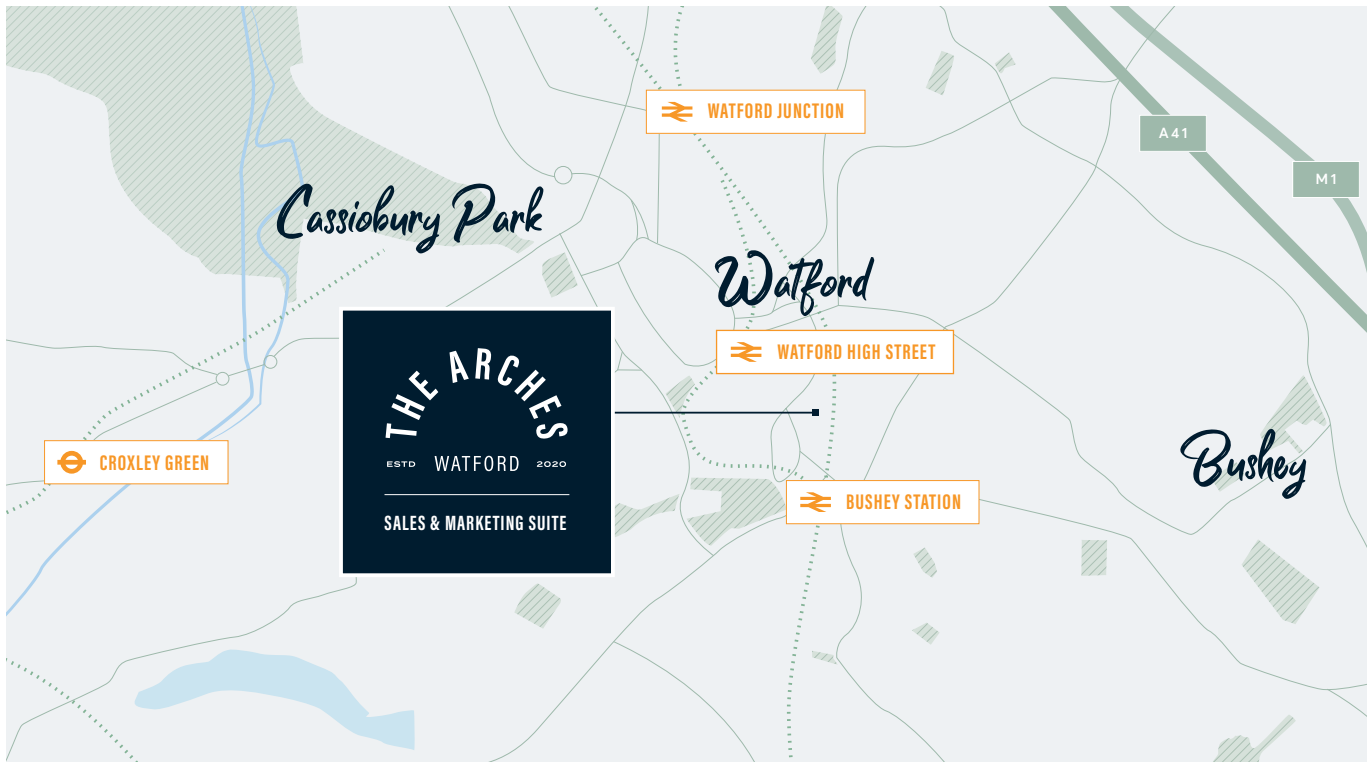 WATFORD JUNCTION
A41
M1
Cassiobury Park
Watford
WATFORD HIGH STREET
THE ARCHES
ESTD WATFORD 2020
SALES & MARKETING SUITE
CROXLEY GREEN
Bushey
BUSHEY STATION